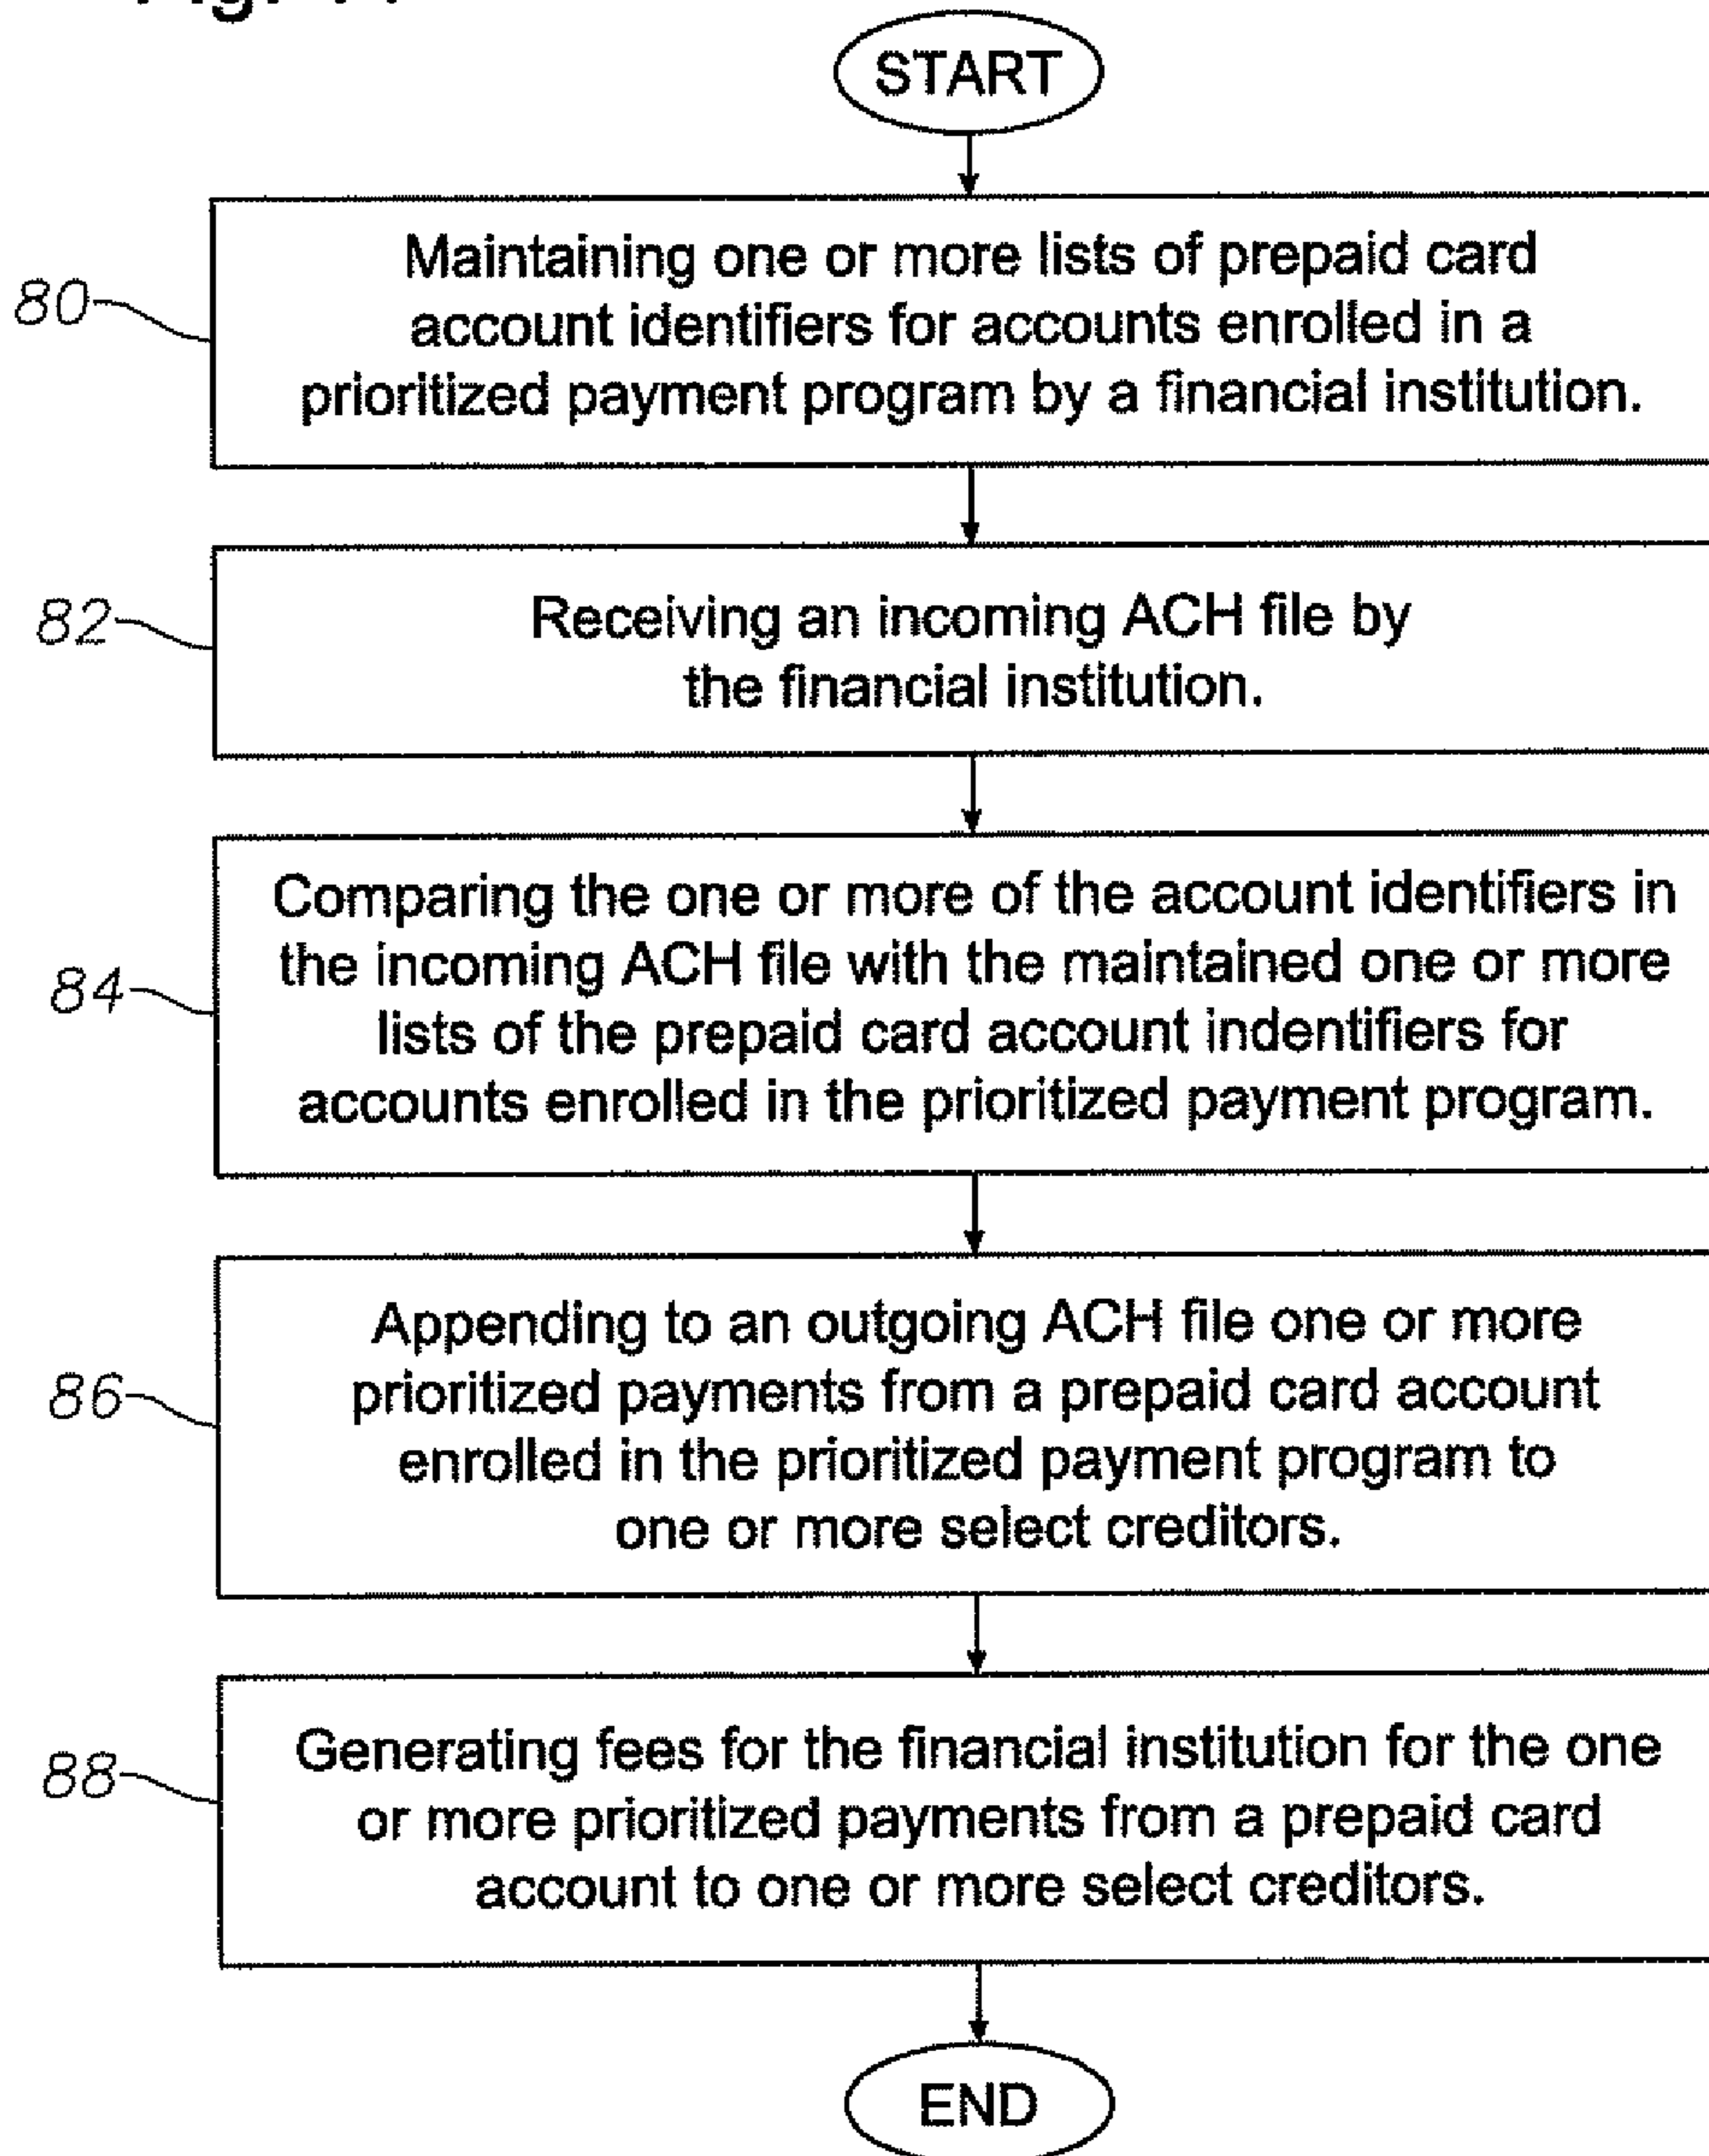 START
80
Maintaining one or more lists of prepaid card
account identifiers for accounts enrolled in a
prioritized payment program by a financial institution.
82
Receiving an incoming ACH file by
the financial institution.
84
Comparing the one or more of the account identifiers in
the incoming ACH file with the maintained one or more
lists of the prepaid card account indentifiers for
accounts enrolled in the prioritized payment program.
86
Appending to an outgoing ACH file one or more
prioritized payments from a prepaid card account
enrolled in the prioritized payment program to
one or more select creditors.
88
Generating fees for the financial institution for the one
or more prioritized payments from a prepaid card
account to one or more select creditors.
END